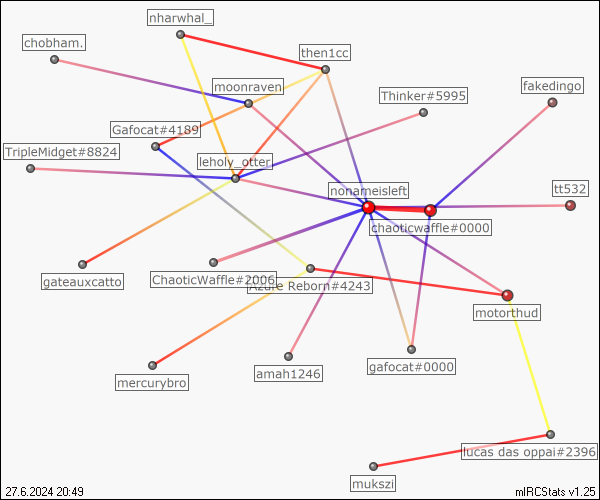 nharwhal_
chobham.
then1cc
moonraven
Thinker#5995
fakedingo
Gafocat#4189
TripleMidget#8824
leholy_otter
nonameisleft
tt532
chaoticwaffle#0000
gateauxcatto
ChaoticWaffle#2006
Azure Reborn#4243
motorthud
mercurybro
amah1246
gafocat#0000
lucas das oppai#2396
mukszi
27.6.2024 20:49
mIRCStats v1.25